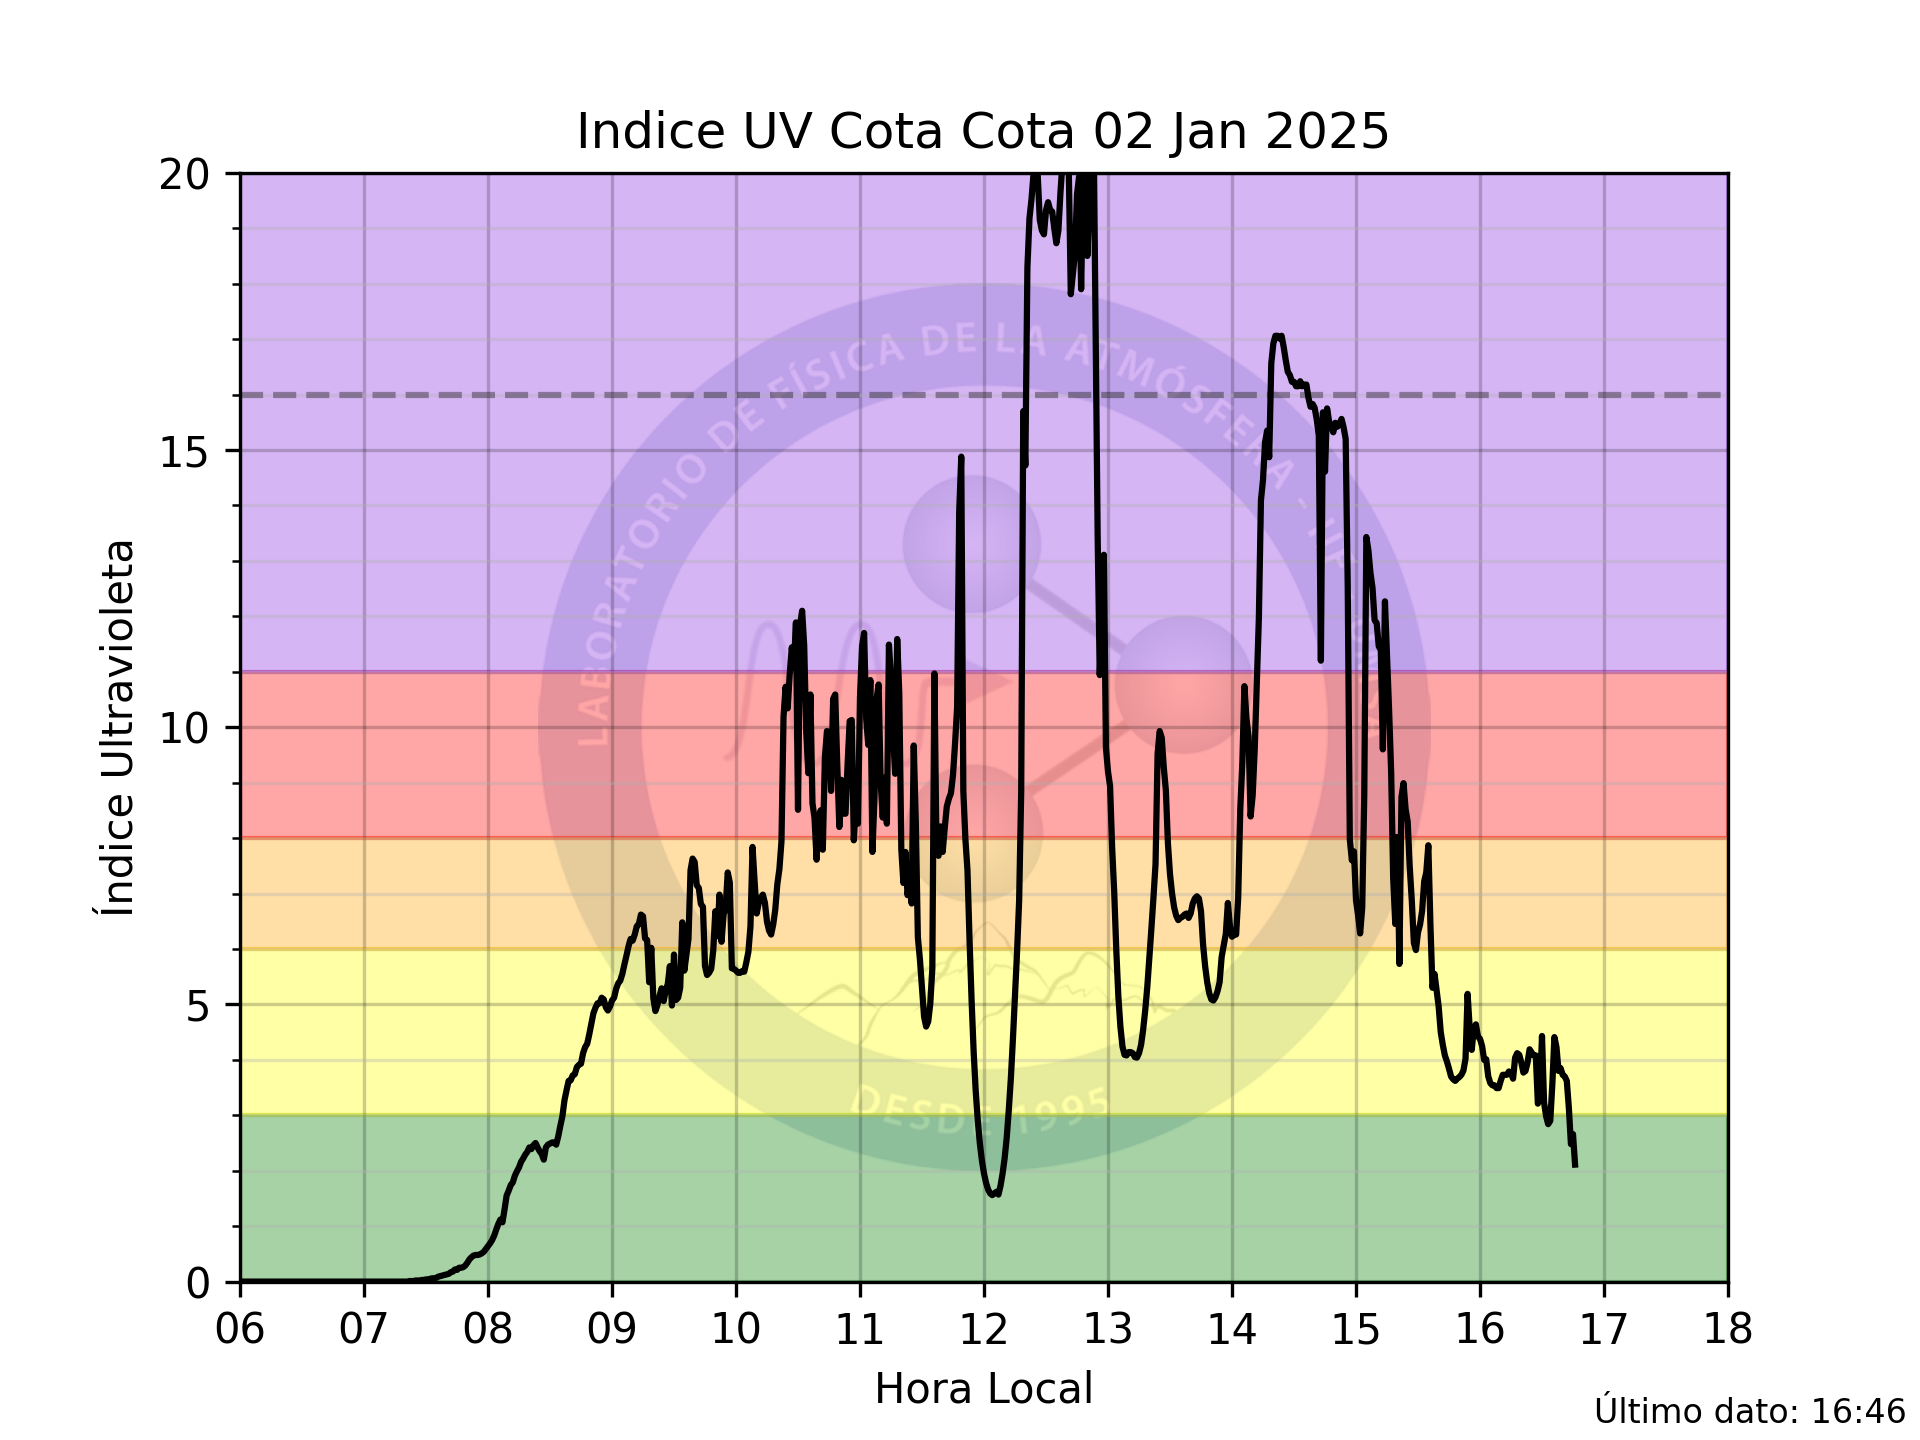 Indice UV Cota Cota 02 Jan 2025
20
15
10
5
0
Índice Ultravioleta
LABORATORIO DE FÍSICA DE LA ATMÓSFERA -
DESDE 1995
06 07 08 09 10 11 12 13 14 15 16 17 18
Hora Local
Último dato: 16:46